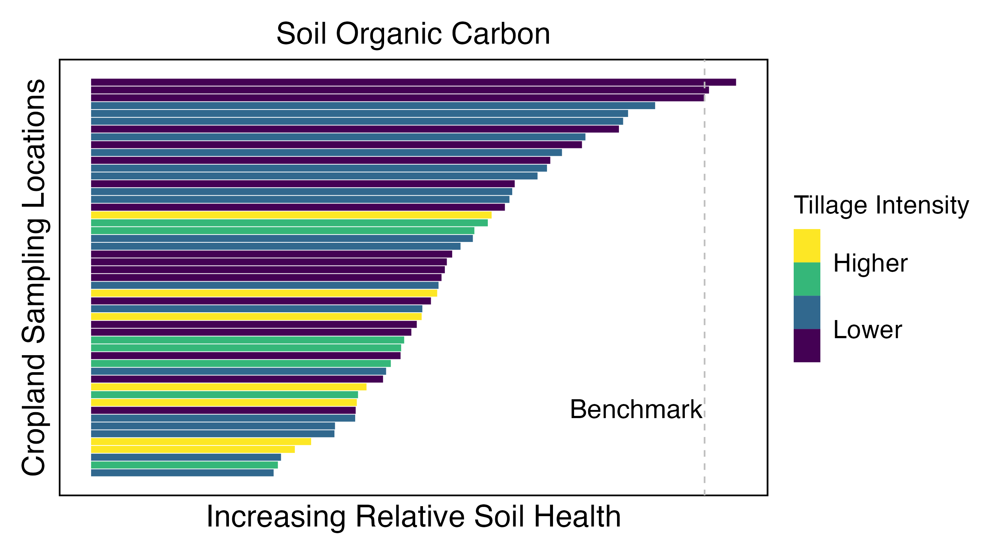 Soil Organic Carbon
Cropland Sampling Locations
Tillage Intensity
Higher
Lower
Benchmark
Increasing Relative Soil Health